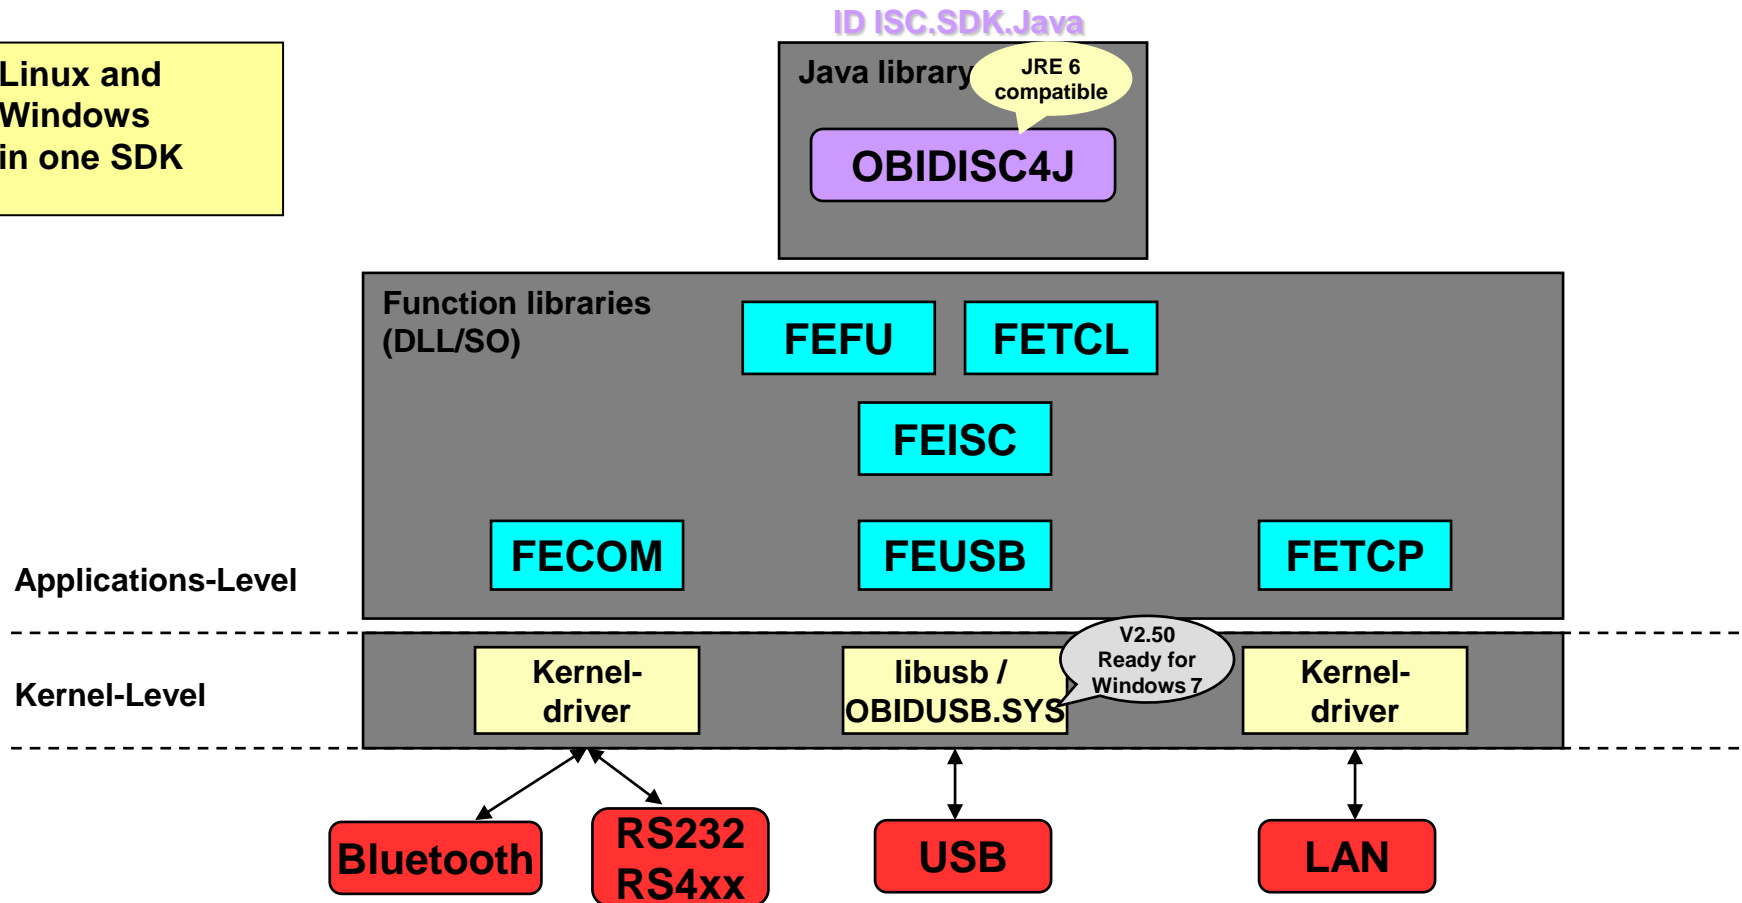 ID ISC.SDK.Java
Linux and
Windows
in one SDK
Java library
JRE 6
compatible
OBIDISC4J
Function libraries
(DLL/SO)
FEFU
FETCL
FEISC
FECOM
FEUSB
FETCP
Applications-Level
V2.50
Ready for
Windows 7
Kernel-Level
Kernel-
driver
libusb /
OBIDUSB.SYS
Kernel-
driver
Bluetooth
RS232
RS4xx
USB
LAN